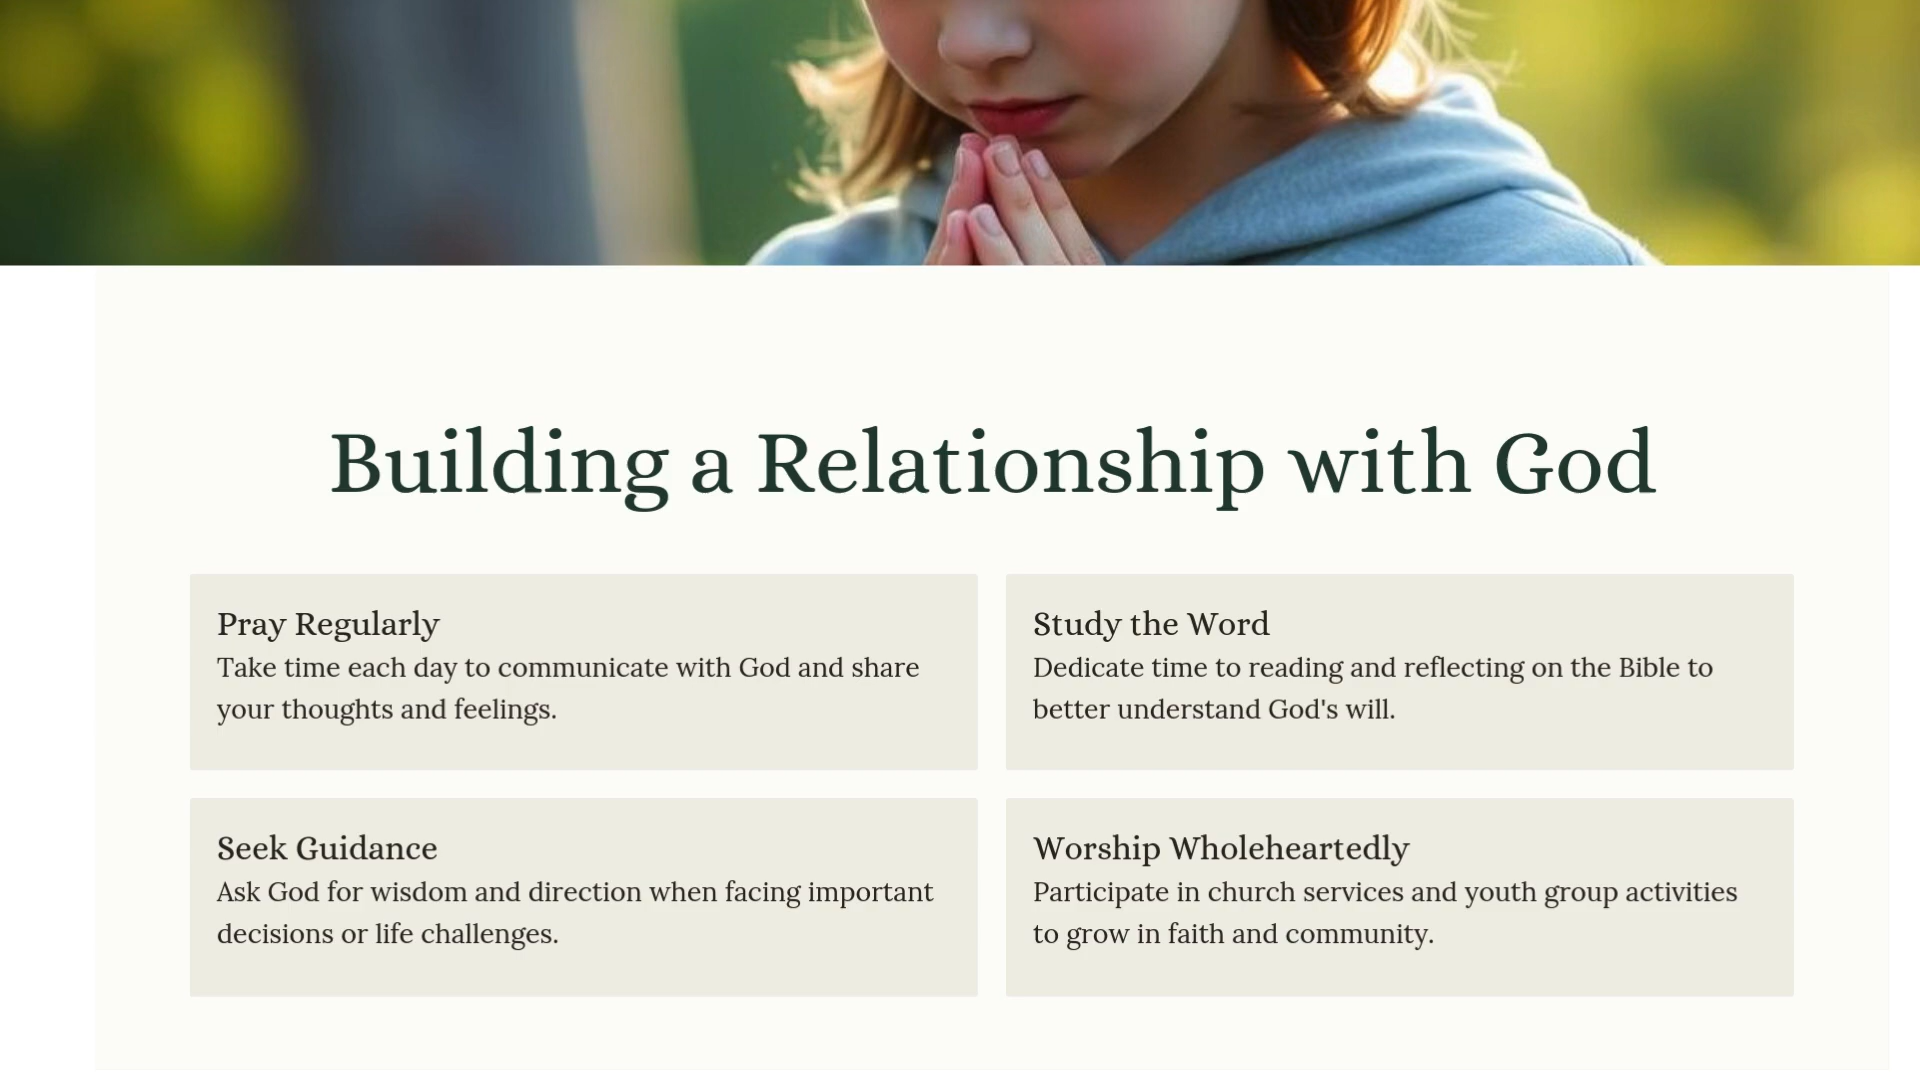 Building a Relationship with God
Pray Regularly
Take time each day to communicate with God and share
your thoughts and feelings.
Study the Word
Dedicate time to reading and reflecting on the Bible to
better understand God's will.
Seek Guidance
Ask God for wisdom and direction when facing important
decisions or life challenges.
Worship Wholeheartedly
Participate in church services and youth group activities
to grow in faith and community.